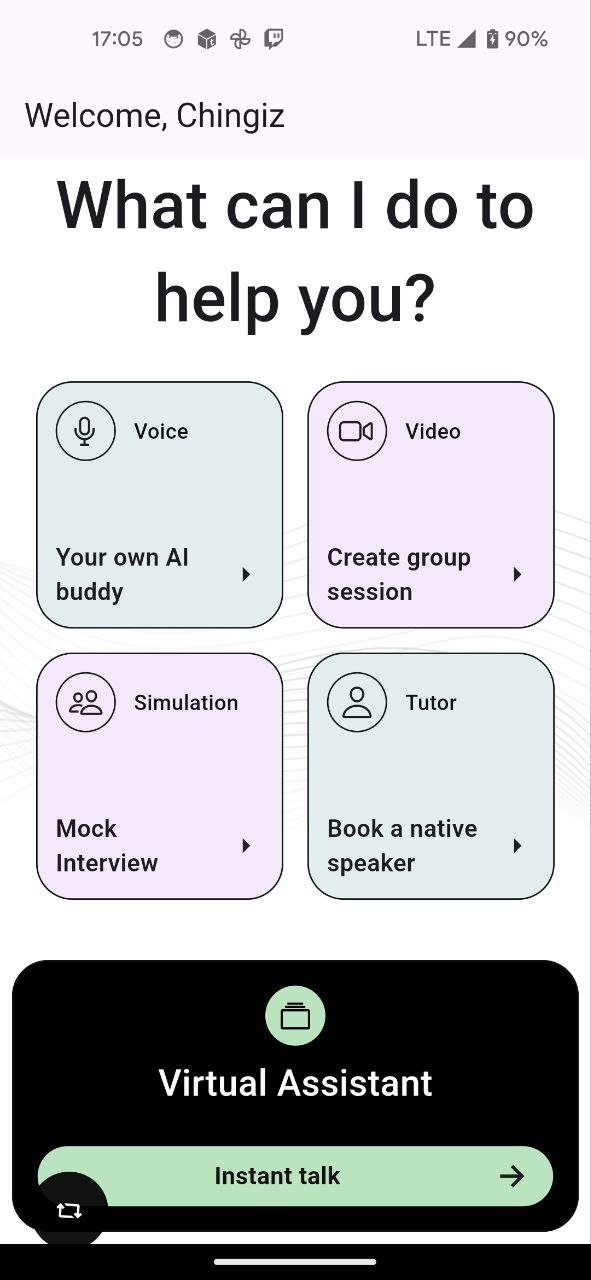 17:05 LTE 90%
Welcome, Chingiz
What can I do to
help you?
Voice
Your own AI
buddy
Video
Create group
session
Simulation
Mock
Interview
Tutor
Book a native
speaker
Virtual Assistant
Instant talk